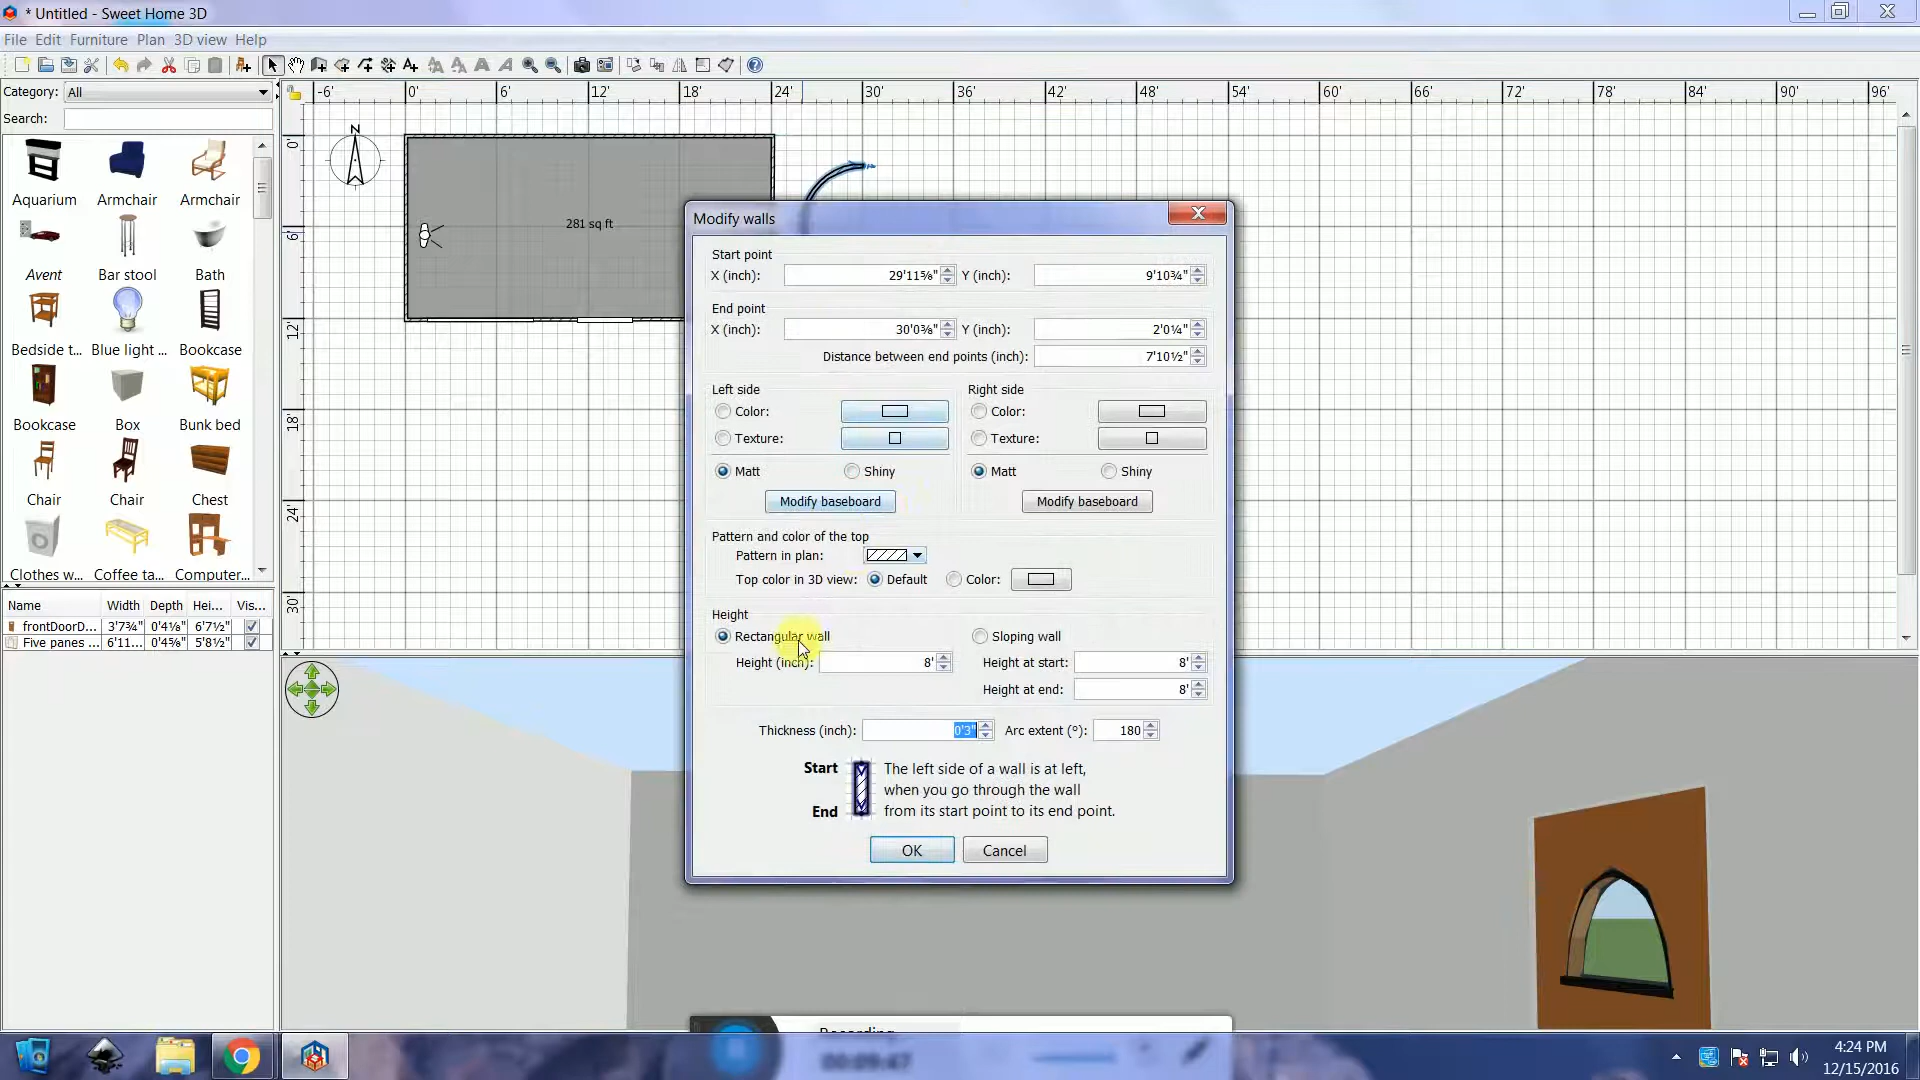 * Untitled - Sweet Home 3D
File Edit Furniture Plan 3D view Help
Category: All
Search:
-6' 0' 6' 12' 18' 24' 30' 36' 42' 48' 54' 60' 66' 72' 78' 84' 90' 96'
0'
6'
12'
18'
24'
30'
N
281 sq ft
Aquarium Armchair Armchair
Avent Bar stool Bath
Bedside t... Blue light ... Bookcase
Bookcase Box Bunk bed
Chair Chair Chest
Clothes w... Coffee ta... Computer...
Name Width Depth Hei... Vis...
frontDoorD... 3'7¾" 0'4⅛" 6'7½"
Five panes ... 6'11... 0'4⅝" 5'8½"
Modify walls
Start point
X (inch): 29'11⅝" Y (inch): 9'10¾"
End point
X (inch): 30'0⅜" Y (inch): 2'0¼"
Distance between end points (inch): 7'10½"
Left side Right side
Color: Color:
Texture: Texture:
Matt Shiny Matt Shiny
Modify baseboard Modify baseboard
Pattern and color of the top
Pattern in plan:
Top color in 3D view: Default Color:
Height
Rectangular wall Sloping wall
Height (inch): 8' Height at start: 8'
Height at end: 8'
Thickness (inch): 0'3" Arc extent (°): 180
Start
End
The left side of a wall is at left,
when you go through the wall
from its start point to its end point.
OK Cancel
Recording
00:09:47
4:24 PM
12/15/2016